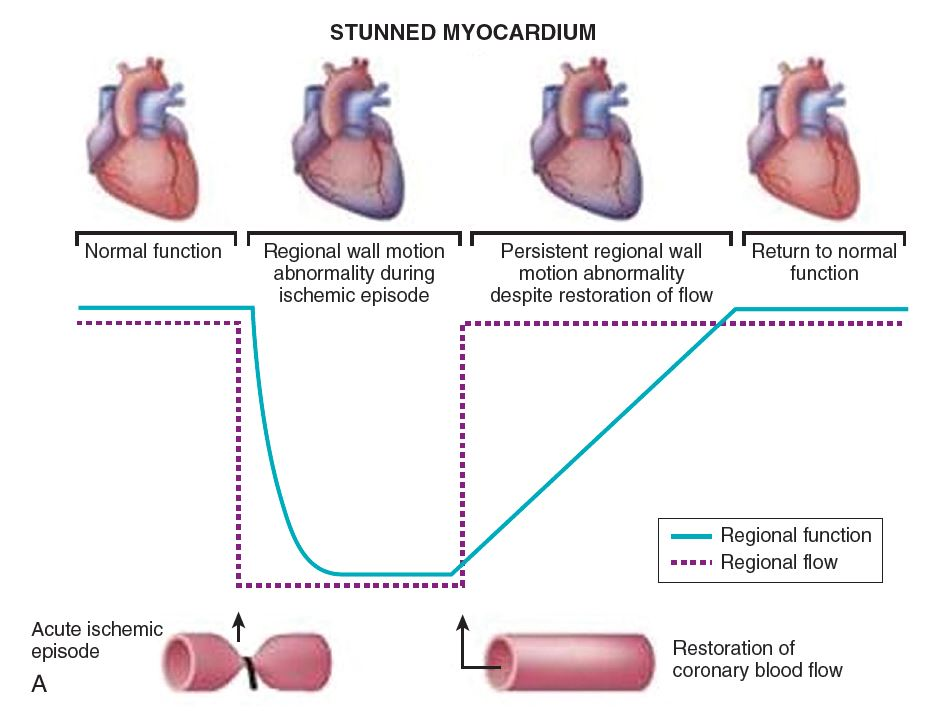 STUNNED MYOCARDIUM
Normal function
Regional wall motion
abnormality during
ischemic episode
Persistent regional wall
motion abnormality
despite restoration of flow
Return to normal
function
Regional function
Regional flow
Acute ischemic
episode
Restoration of
coronary blood flow
A